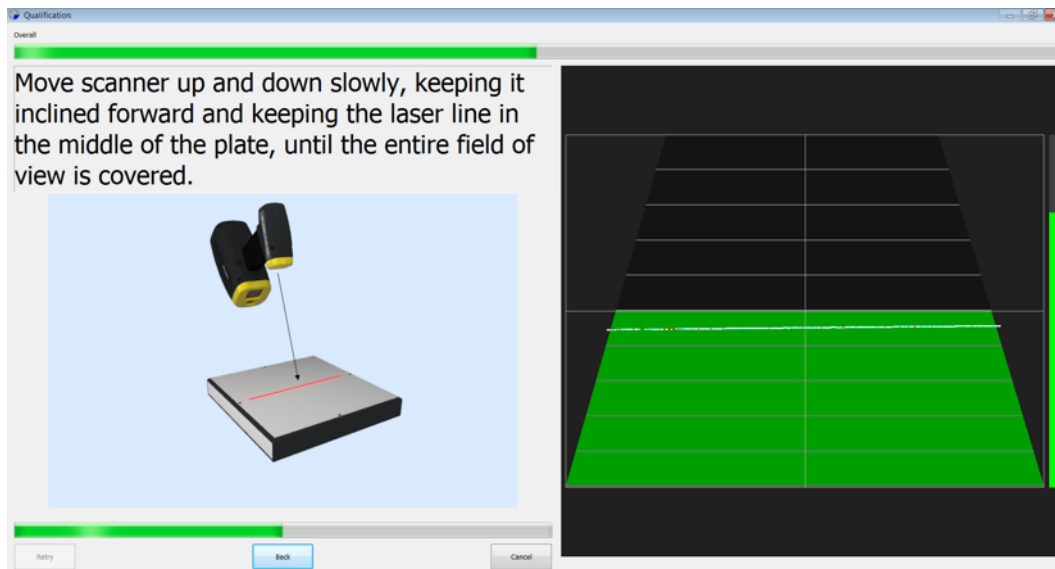 Qualification
Overall
Move scanner up and down slowly, keeping it
inclined forward and keeping the laser line in
the middle of the plate, until the entire field of
view is covered.
Retry
Back
Cancel